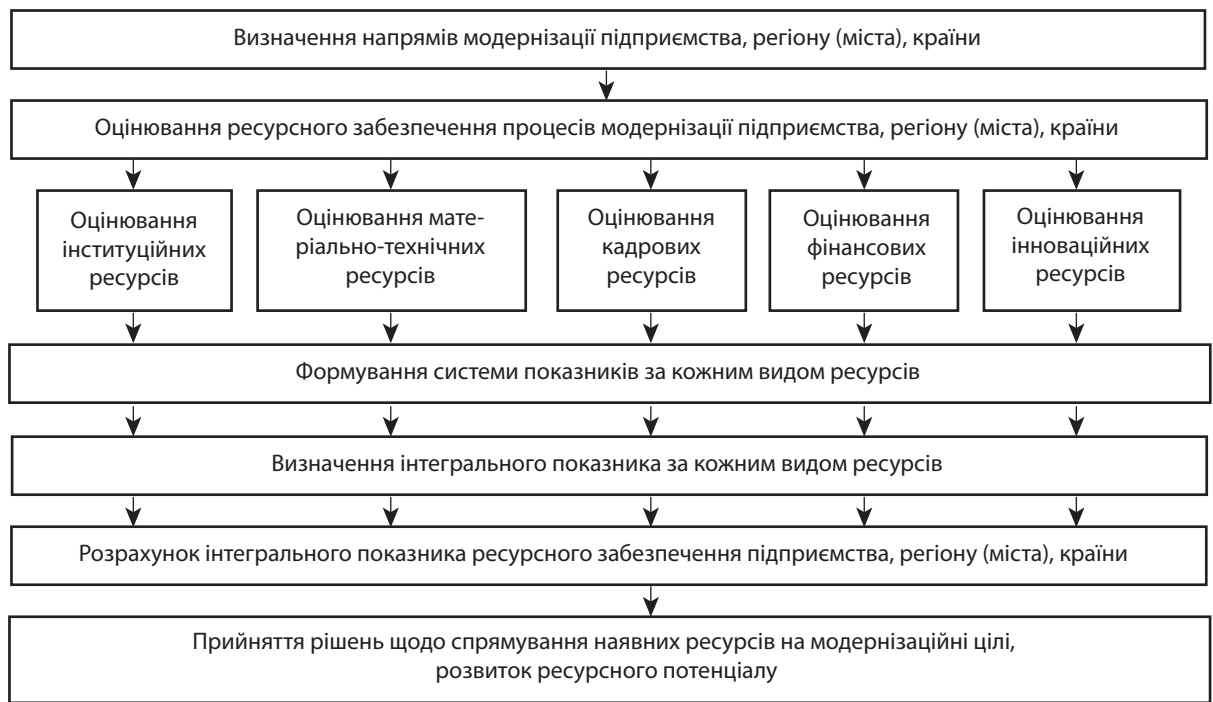 Визначення напрямів модернізації підприємства, регіону (міста), країни
Оцінювання ресурсного забезпечення процесів модернізації підприємства, регіону (міста), країни
Оцінювання
інституційних
ресурсів
Оцінювання мате-
ріально-технічних
ресурсів
Оцінювання
кадрових
ресурсів
Оцінювання
фінансових
ресурсів
Оцінювання
інноваційних
ресурсів
Формування системи показників за кожним видом ресурсів
Визначення інтегрального показника за кожним видом ресурсів
Розрахунок інтегрального показника ресурсного забезпечення підприємства, регіону (міста), країни
Прийняття рішень щодо спрямування наявних ресурсів на модернізаційні цілі,
розвиток ресурсного потенціалу